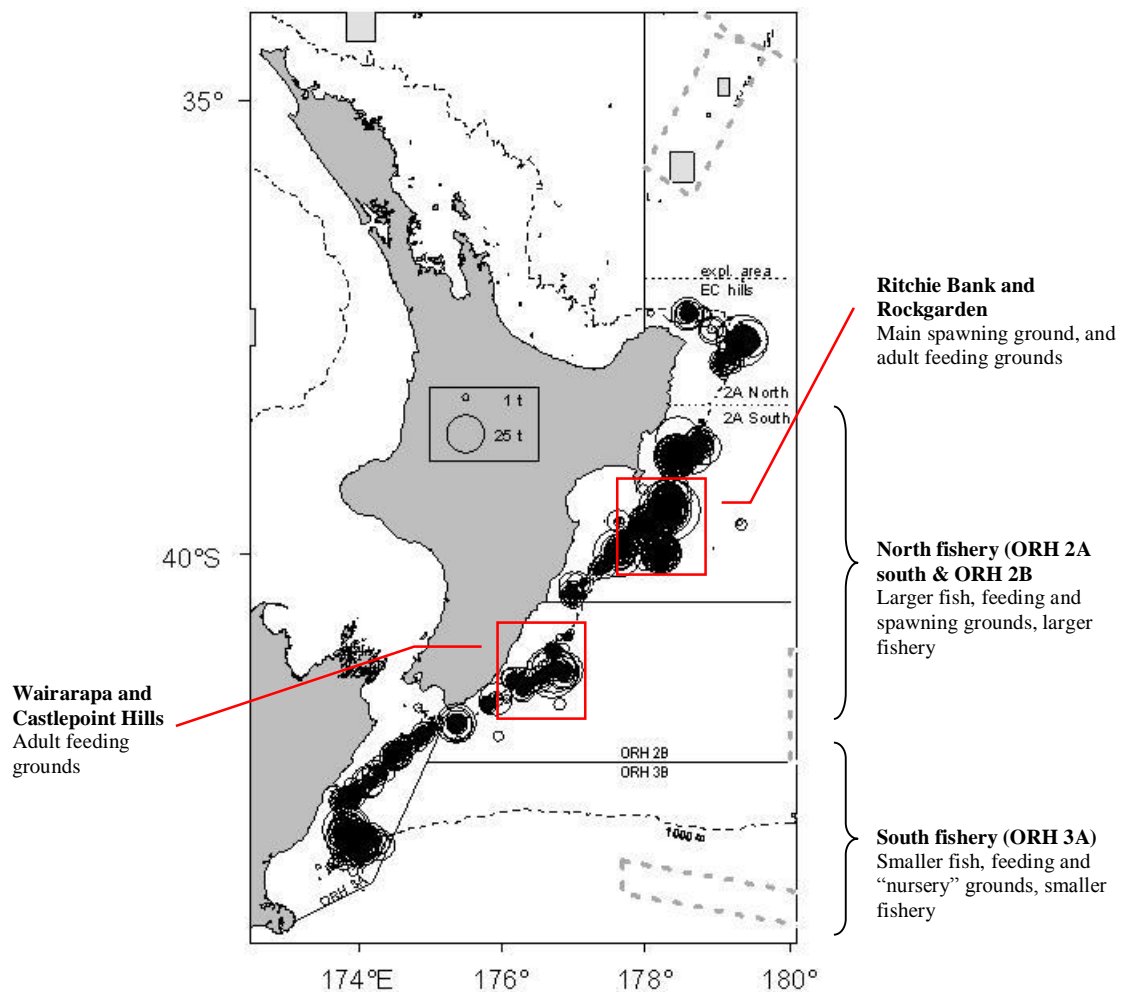 35°
expl. area
EC hills
Ritchie Bank and
Rockgarden
Main spawning ground, and
adult feeding grounds
2A North
2A South
1 t
25 t
40°S
North fishery (ORH 2A
south & ORH 2B
Larger fish, feeding and
spawning grounds, larger
fishery
Wairarapa and
Castlepoint Hills
Adult feeding
grounds
ORH 2B
ORH 3B
1000 m
South fishery (ORH 3A)
Smaller fish, feeding and
“nursery” grounds, smaller
fishery
ORH
174°E
176°
178°
180°